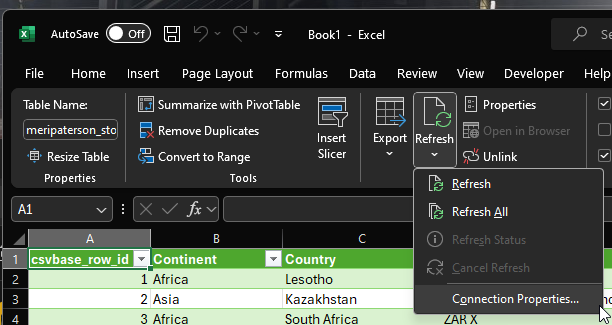 AutoSave Off Book1 - Excel
File Home Insert Page Layout Formulas Data Review View
Table Name:
meripaterson_sto
Resize Table
Properties
Summarize with PivotTable
Remove Duplicates
Convert to Range
Tools
Insert
Slicer
Export
Refresh
Properties
Open in Browser
Unlink
Refresh
Refresh All
Refresh Status
Cancel Refresh
Connection Properties...
A1 fx
A B C
1 csvbase_row_id Continent Country
2 1 Africa Lesotho
3 2 Asia Kazakhstan
4 3 Africa South Africa ZAR X